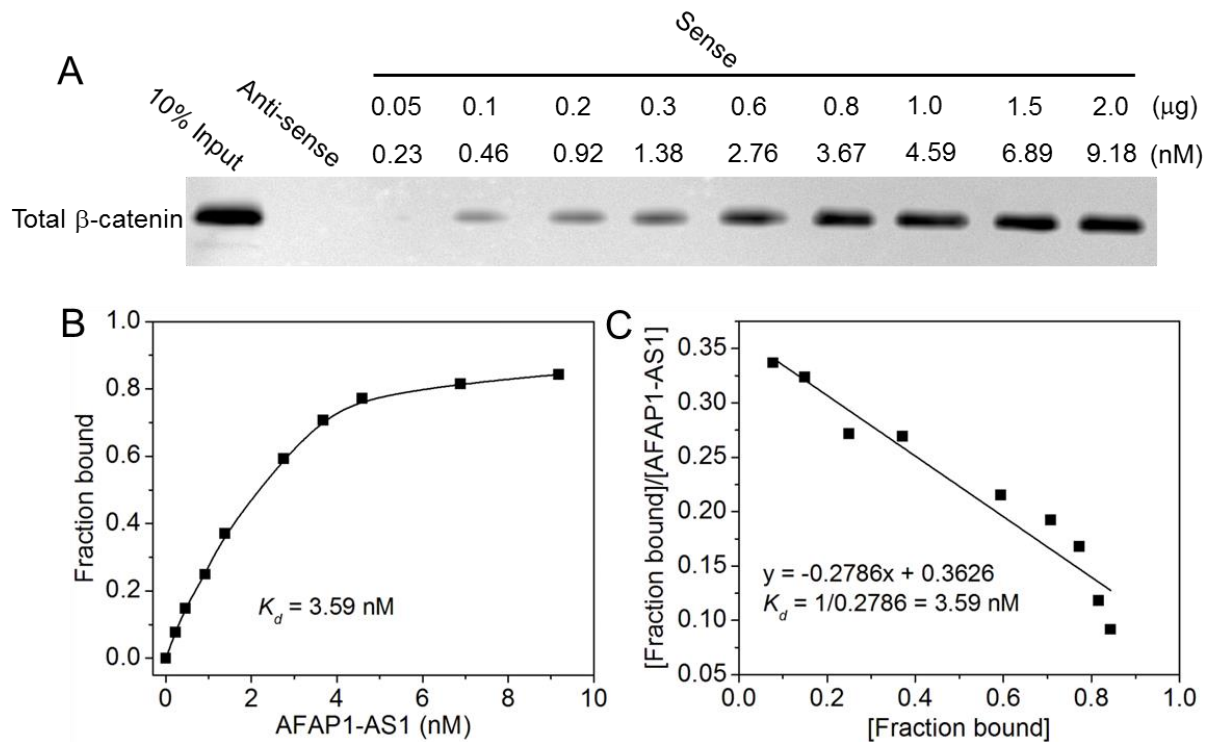 A
Sense
10% Input
Anti-sense
0.05 0.1 0.2 0.3 0.6 0.8 1.0 1.5 2.0 (μg)
0.23 0.46 0.92 1.38 2.76 3.67 4.59 6.89 9.18 (nM)
Total β-catenin
B
1.0
0.8
0.6
0.4
0.2
0.0
Fraction bound
Kd = 3.59 nM
0 2 4 6 8 10
AFAP1-AS1 (nM)
C
0.35
0.30
0.25
0.20
0.15
0.10
0.05
[Fraction bound]/[AFAP1-AS1]
y = -0.2786x + 0.3626
Kd = 1/0.2786 = 3.59 nM
0.0 0.2 0.4 0.6 0.8 1.0
[Fraction bound]